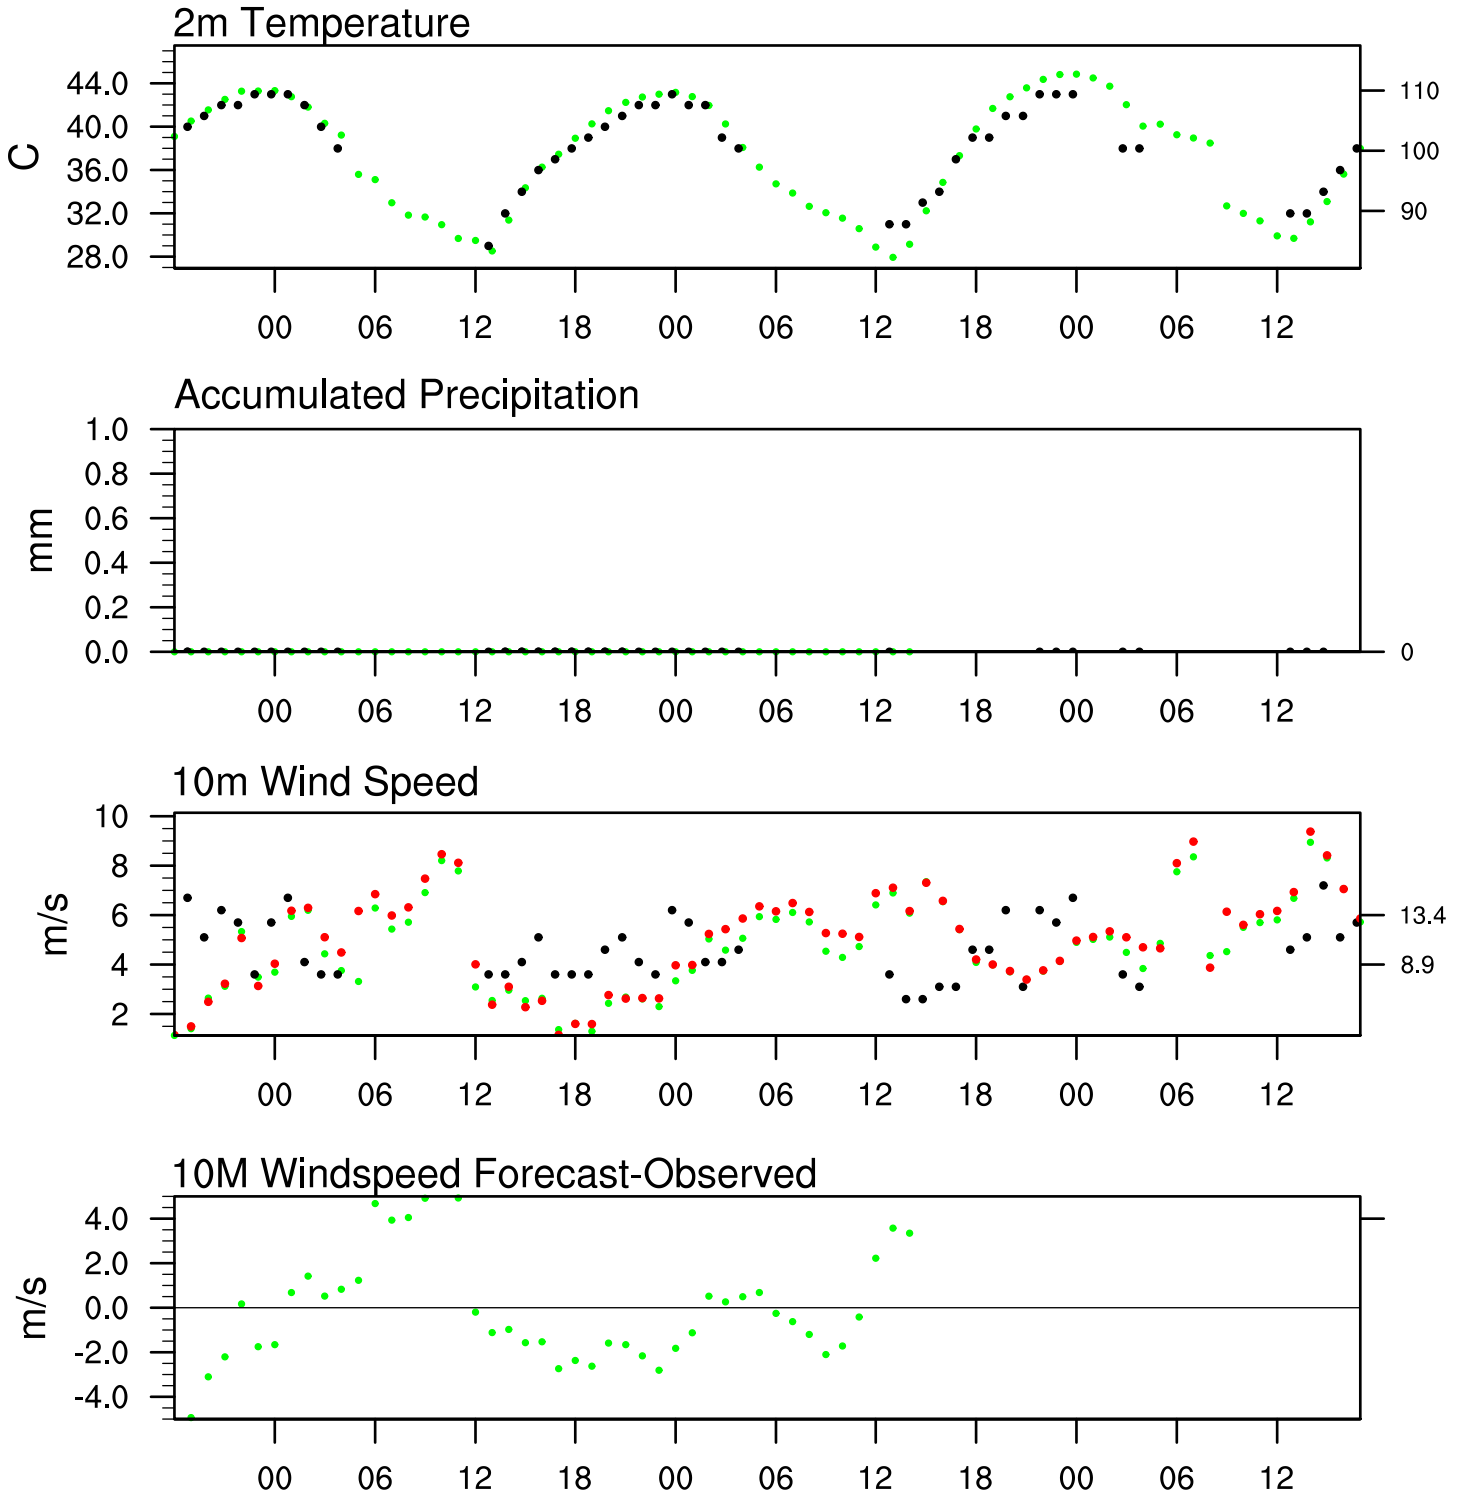 2m Temperature
44.0
40.0
36.0
32.0
28.0
C
110
100
90
00 06 12 18 00 06 12 18 00 06 12
Accumulated Precipitation
1.0
0.8
0.6
0.4
0.2
0.0
mm
0
00 06 12 18 00 06 12 18 00 06 12
10m Wind Speed
10
8
6
4
2
m/s
13.4
8.9
00 06 12 18 00 06 12 18 00 06 12
10M Windspeed Forecast-Observed
4.0
2.0
0.0
-2.0
-4.0
m/s
00 06 12 18 00 06 12 18 00 06 12